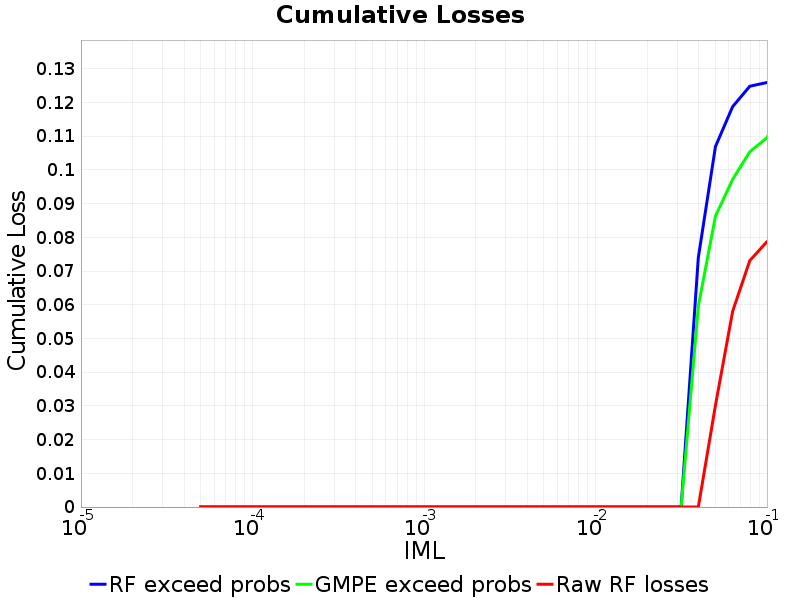 Cumulative Losses
Cumulative Loss
0.13
0.12
0.11
0.1
0.09
0.08
0.07
0.06
0.05
0.04
0.03
0.02
0.01
0
10-5 10-4 10-3 10-2 10-1
IML
RF exceed probs GMPE exceed probs Raw RF losses